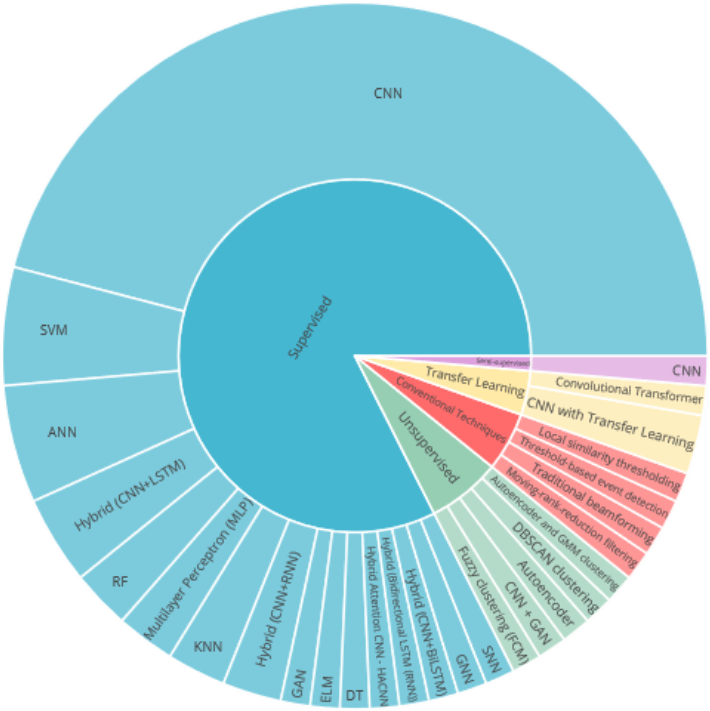 CNN
Supervised
SVM
ANN
Hybrid (CNN+LSTM)
RF
Multilayer Perceptron (MLP)
KNN
Hybrid (CNN+RNN)
GAN
ELM
DT
Hybrid Attention CNN - HACNN
Hybrid (Bidirectional LSTM (RNN))
Hybrid (CNN+BiLSTM)
GNN
SNN
Unsupervised
Fuzzy clustering (FCM)
CNN + GAN
Autoencoder
DBSCAN clustering
Autoencoder and GMM clustering
Conventional Techniques
Moving-rank-reduction filtering
Traditional beamforming
Threshold-based event detection
Local similarity thresholding
Transfer Learning
CNN with Transfer Learning
Convolutional Transformer
Semi-supervised
CNN